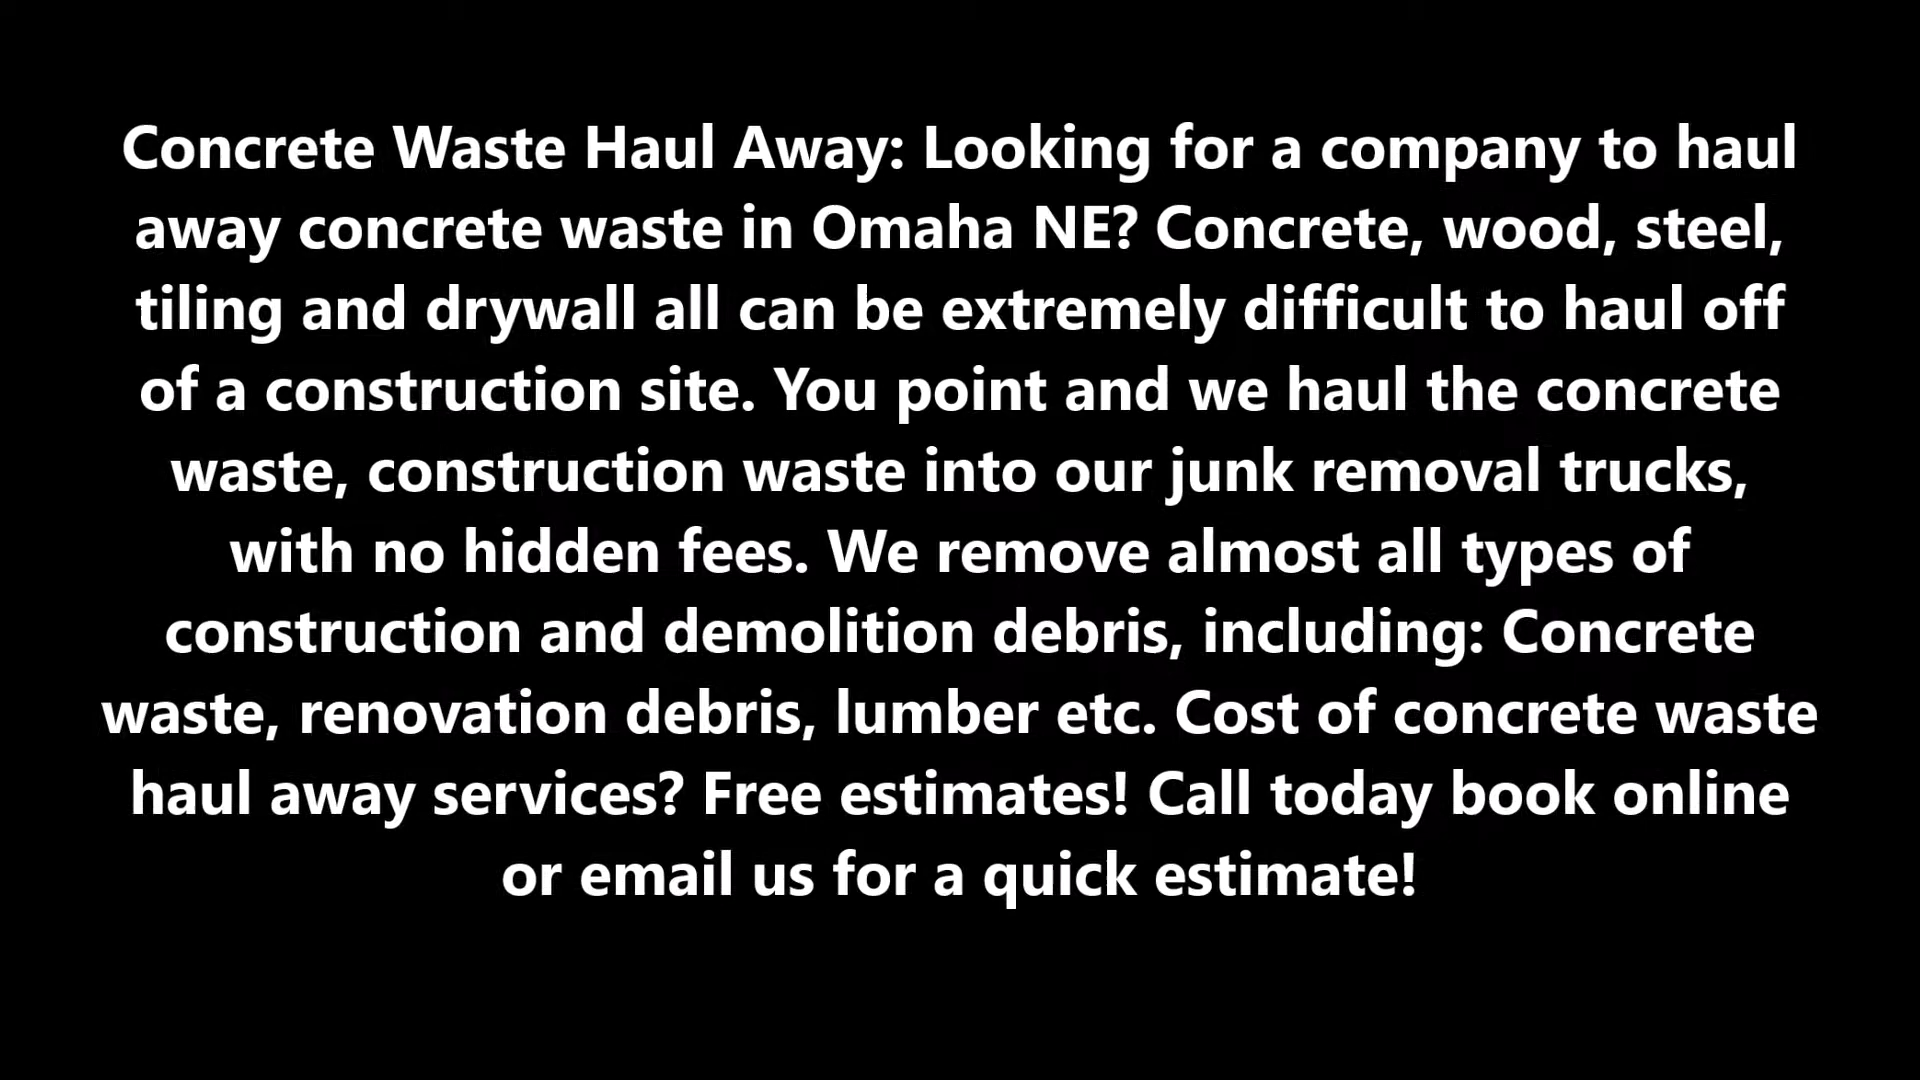 Concrete Waste Haul Away: Looking for a company to haul
away concrete waste in Omaha NE? Concrete, wood, steel,
tiling and drywall all can be extremely difficult to haul off
of a construction site. You point and we haul the concrete
waste, construction waste into our junk removal trucks,
with no hidden fees. We remove almost all types of
construction and demolition debris, including: Concrete
waste, renovation debris, lumber etc. Cost of concrete waste
haul away services? Free estimates! Call today book online
or email us for a quick estimate!